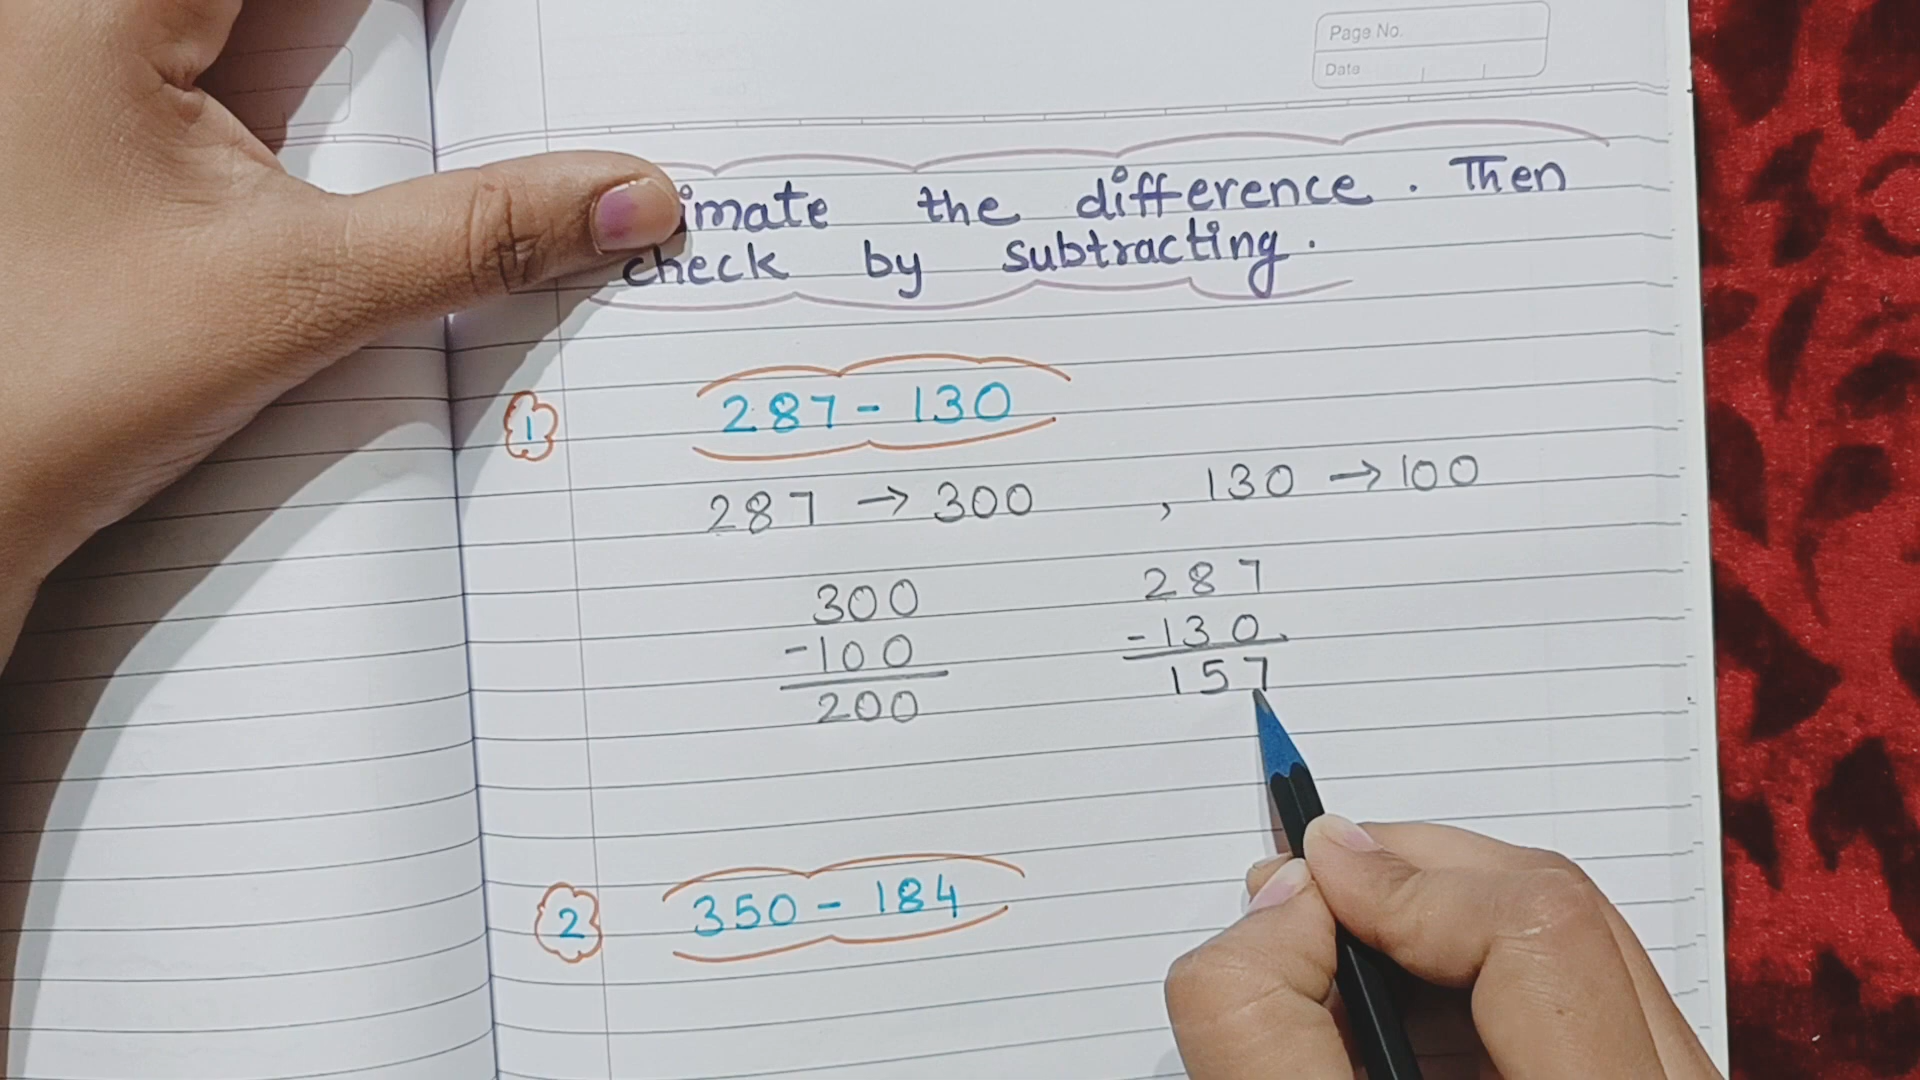 Page No.
Date
imate the difference. Then
check by subtracting.
1 287 - 130
287 → 300 , 130 → 100
300
-100
200
287
-130.
157
2 350 - 184